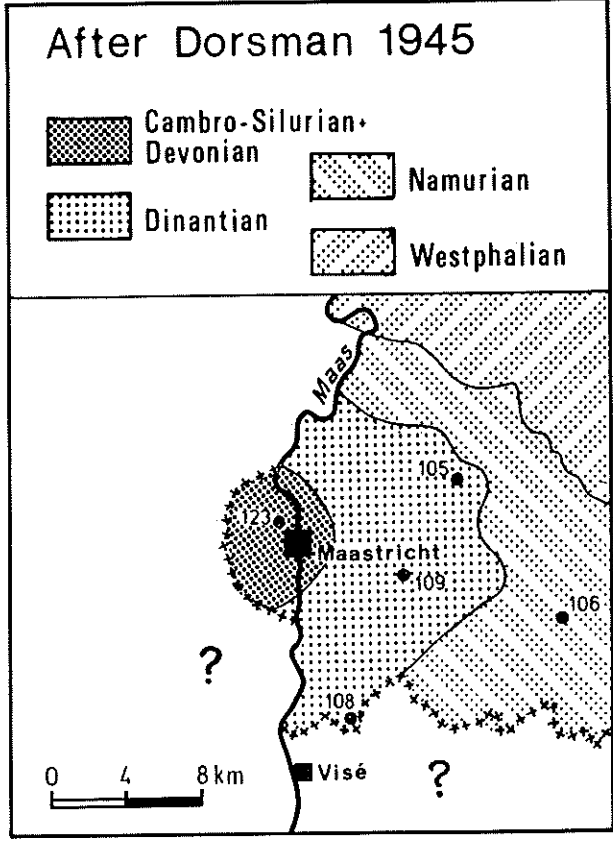 After Dorsman 1945
Cambro-Silurian+
Devonian
Namurian
Dinantian
Westphalian
Maas
105
123
Maastricht
109
106
?
108
0 4 8 km
Visé
?